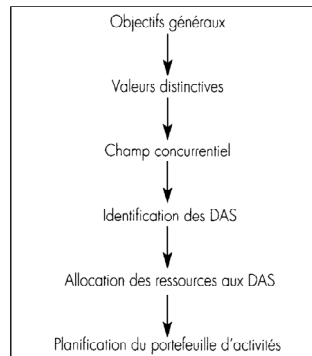 Objectifs généraux
Valeurs distinctives
Champ concurrentiel
Identification des DAS
Allocation des ressources aux DAS
Planification du portefeuille d'activités